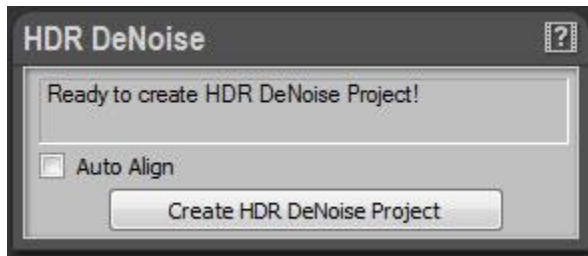 HDR DeNoise
?
Ready to create HDR DeNoise Project!
Auto Align
Create HDR DeNoise Project